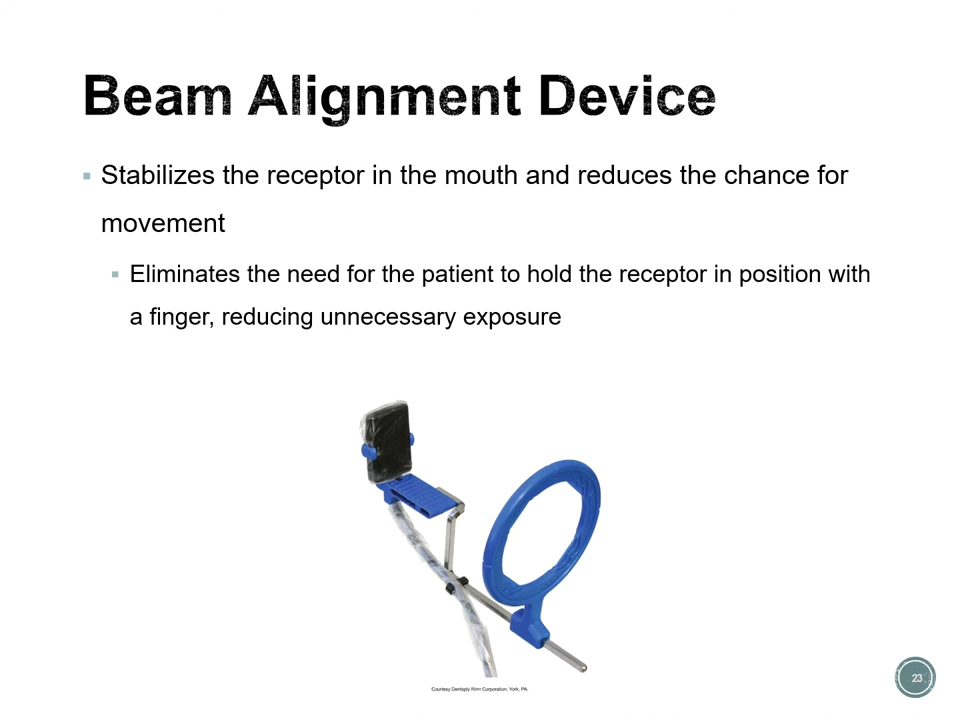 Beam Alignment Device
Stabilizes the receptor in the mouth and reduces the chance for
movement
Eliminates the need for the patient to hold the receptor in position with
a finger, reducing unnecessary exposure
Courtesy Dentsply Rinn Corporation, York, PA.
23